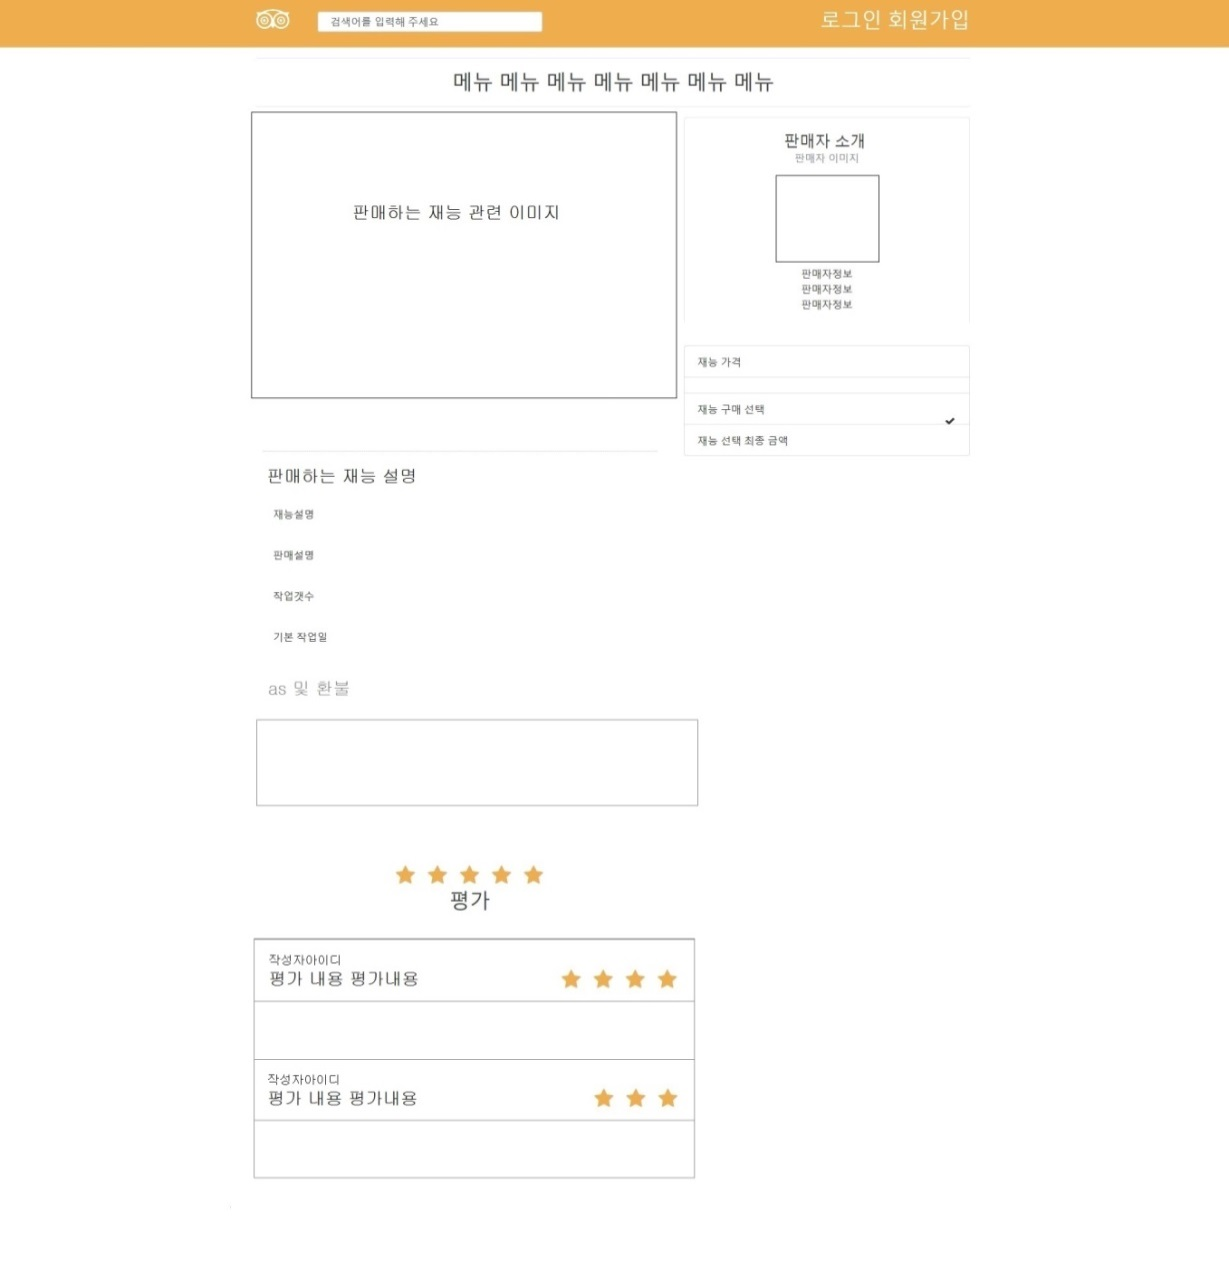 검색어를 입력해 주세요
로그인 회원가입
메뉴 메뉴 메뉴 메뉴 메뉴 메뉴 메뉴
판매하는 재능 관련 이미지
판매자 소개
판매자 이미지
판매자정보
판매자정보
판매자정보
재능 가격
재능 구매 선택
재능 선택 최종 금액
판매하는 재능 설명
재능설명
판매설명
작업갯수
기본 작업일
as 및 환불
평가
작성자아이디
평가 내용 평가내용
작성자아이디
평가 내용 평가내용